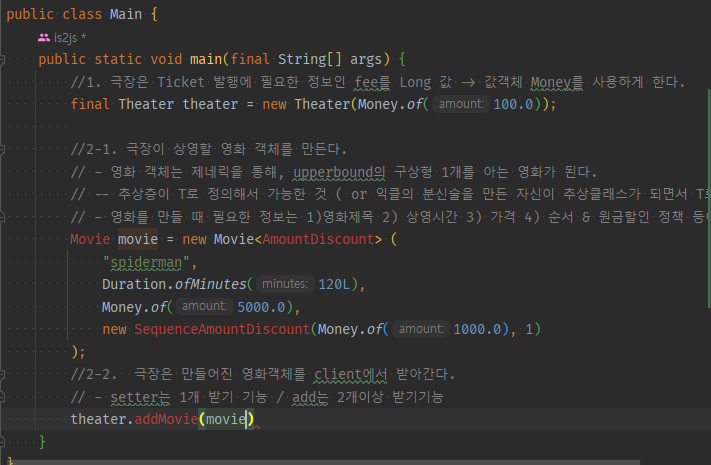 public class Main {
is2js *
public static void main(final String[] args) {
//1. 극장은 Ticket 발행에 필요한 정보인 fee를 Long 값 -> 값객체 Money를 사용하게 한다.
final Theater theater = new Theater(Money.of( amount: 100.0));
//2-1. 극장이 상영할 영화 객체를 만든다.
// - 영화 객체는 제네릭을 통해, upperbound의 구상형 1개를 아는 영화가 된다.
// -- 추상층이 T로 정의해서 가능한 것 ( or 익클의 분신술을 만든 자신이 추상클래스가 되면서 T로
// - 영화를 만들 때 필요한 정보는 1)영화제목 2) 상영시간 3) 가격 4) 순서 & 원금할인 정책 등이
Movie movie = new Movie<AmountDiscount> (
"spiderman",
Duration.ofMinutes( minutes: 120L),
Money.of( amount: 5000.0),
new SequenceAmountDiscount(Money.of( amount: 1000.0), 1)
);
//2-2. 극장은 만들어진 영화객체를 client에서 받아간다.
// - setter는 1개 받기 기능 / add는 2개이상 받기기능
theater.addMovie(movie)
}
}